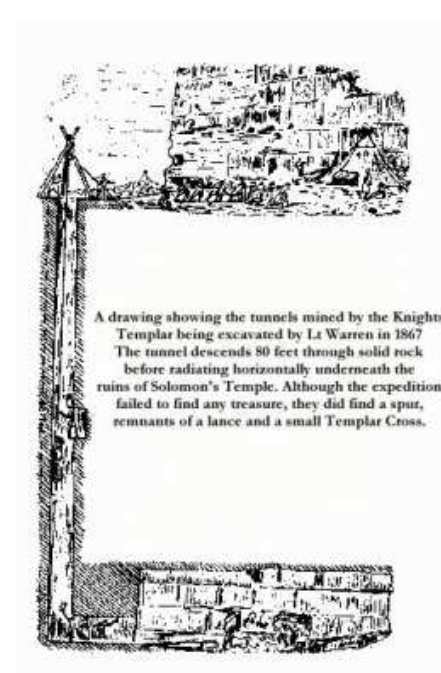 A drawing showing the tunnels mined by the Knights
Templar being excavated by Lt Warren in 1867
The tunnel descends 80 feet through solid rock
before radiating horizontally underneath the
ruins of Solomon's Temple. Although the expedition
failed to find any treasure, they did find a spur,
remnants of a lance and a small Templar Cross.